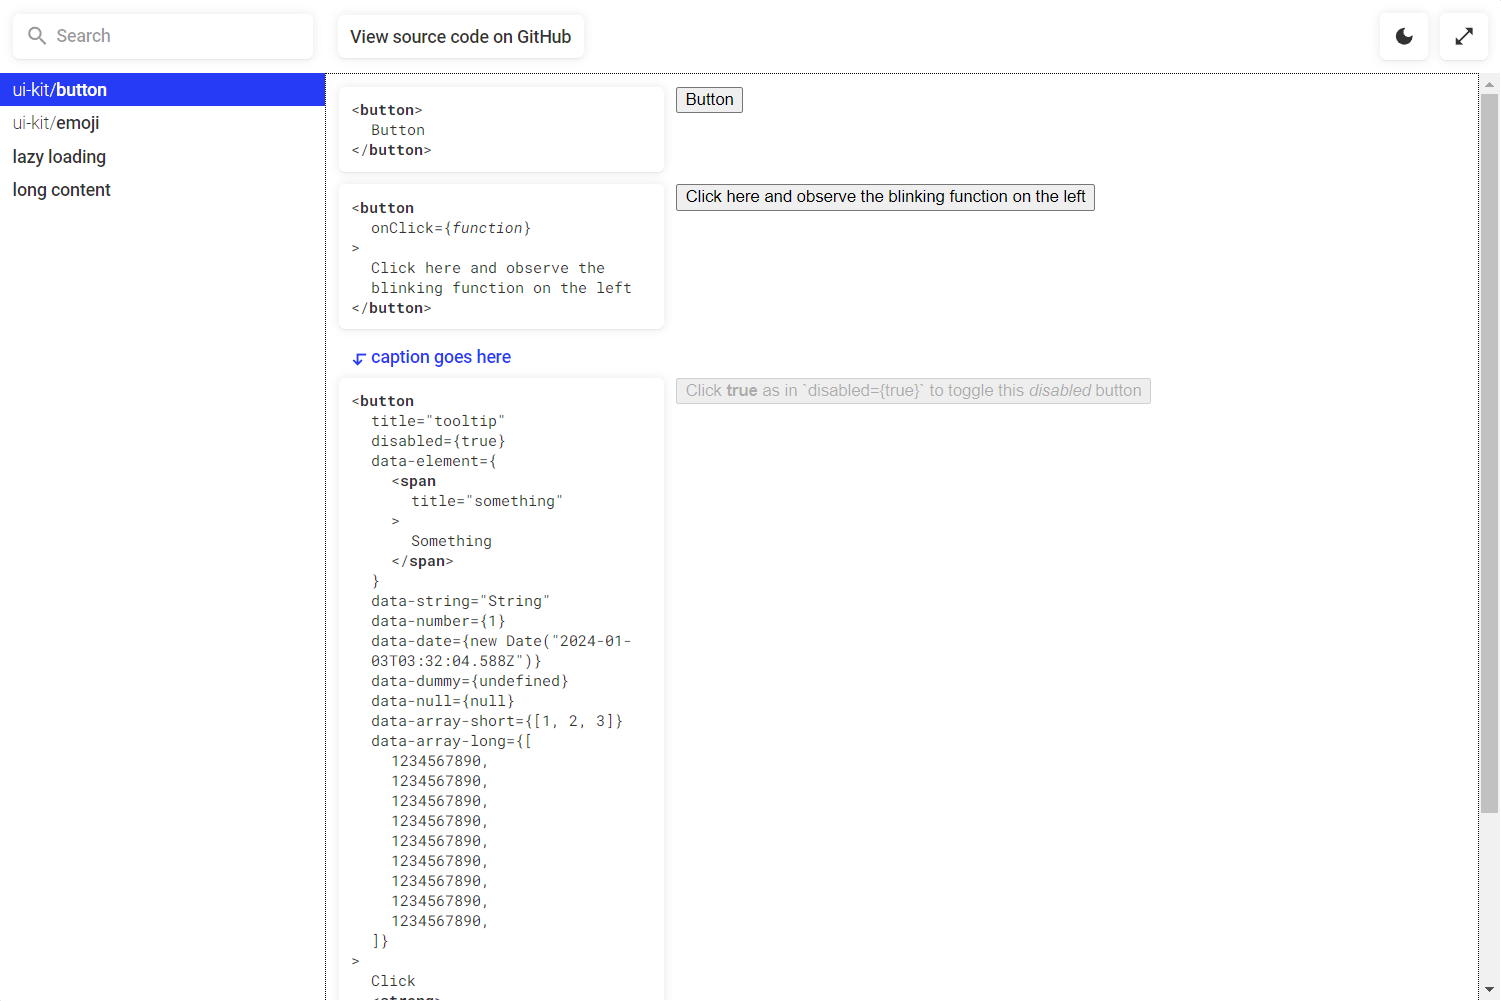 Search
View source code on GitHub
ui-kit/button
ui-kit/emoji
lazy loading
long content
<button>
Button
</button>
Button
<button
onClick={function}
>
Click here and observe the
blinking function on the left
</button>
Click here and observe the blinking function on the left
caption goes here
<button
title="tooltip"
disabled={true}
data-element={
<span
title="something"
>
Something
</span>
}
data-string="String"
data-number={1}
data-date={new Date("2024-01-
03T03:32:04.588Z")}
data-dummy={undefined}
data-null={null}
data-array-short={[1, 2, 3]}
data-array-long={[
1234567890,
1234567890,
1234567890,
1234567890,
1234567890,
1234567890,
1234567890,
1234567890,
1234567890,
]}
>
Click
<strong>
Click true as in `disabled={true}` to toggle this disabled button